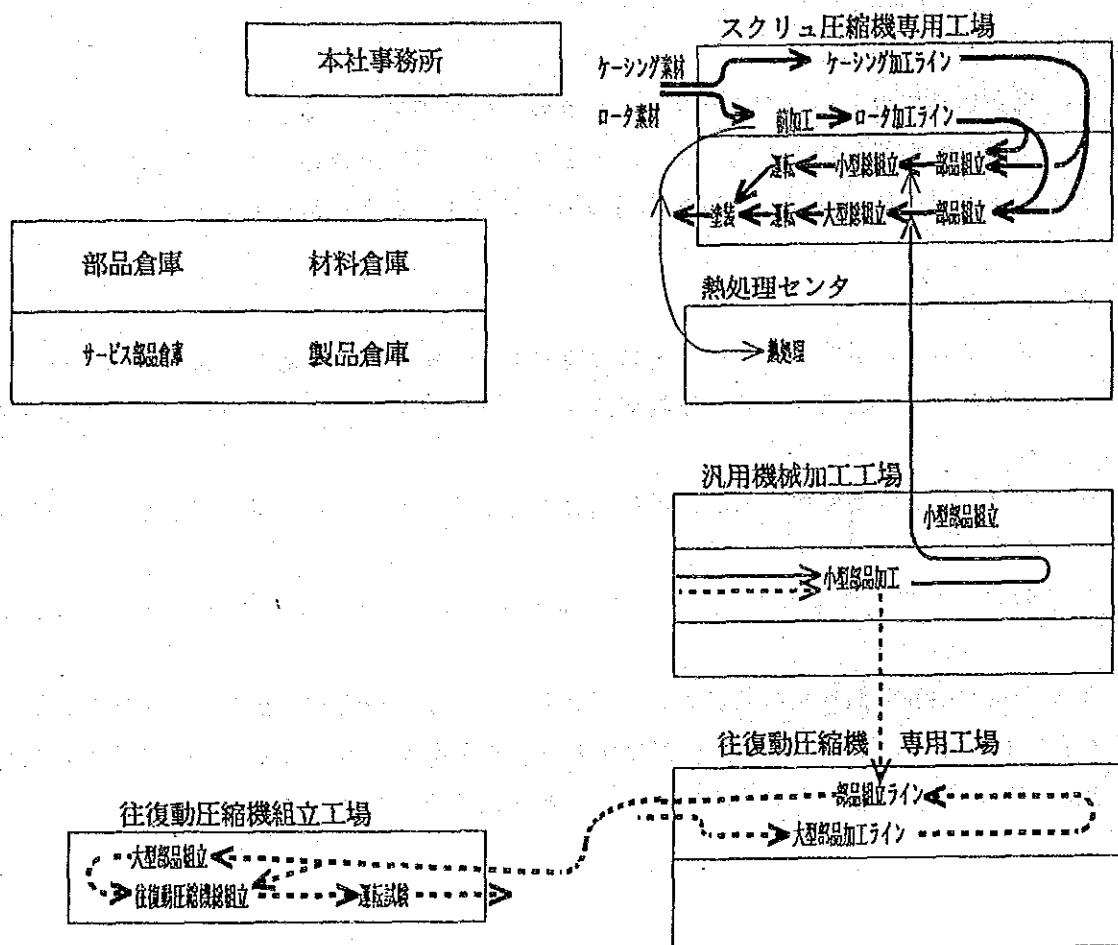 スクリュ圧縮機専用工場
本社事務所
ケーシング素材
ケーシング加工ライン
ロータ素材
前加工
ロータ加工ライン
運転
小型総組立
部品組立
塗装
運転
大型総組立
部品組立
部品倉庫
材料倉庫
サービス部品倉庫
製品倉庫
熱処理センタ
熱処理
汎用機械加工工場
小型部品組立
小型部品加工
往復動圧縮機 専用工場
部品組立ライン
大型部品加工ライン
往復動圧縮機組立工場
大型部品組立
往復動圧縮機総組立
運転試験